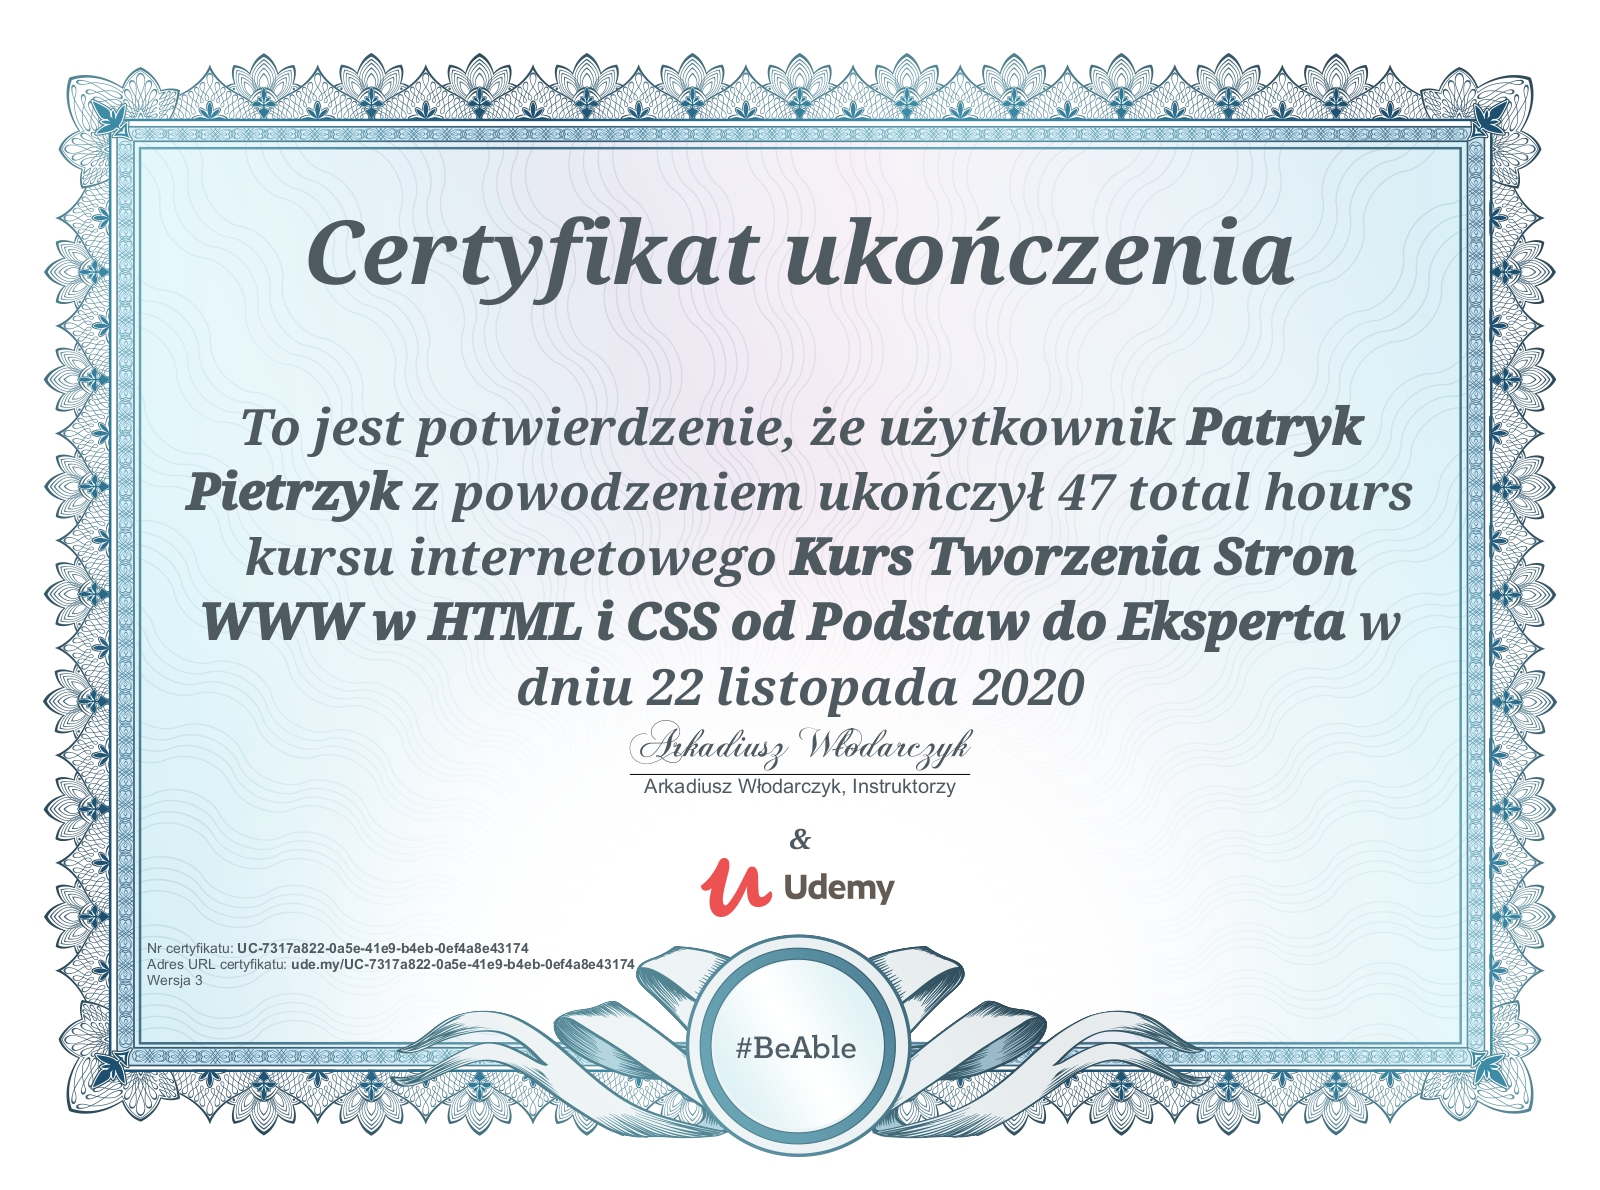 Certyfikat ukończenia
To jest potwierdzenie, że użytkownik Patryk
Pietrzyk z powodzeniem ukończył 47 total hours
kursu internetowego Kurs Tworzenia Stron
WWW w HTML i CSS od Podstaw do Eksperta w
dniu 22 listopada 2020
Arkadiusz Włodarczyk
Arkadiusz Włodarczyk, Instruktorzy
&
Udemy
Nr certyfikatu: UC-7317a822-0a5e-41e9-b4eb-0ef4a8e43174
Adres URL certyfikatu: ude.my/UC-7317a822-0a5e-41e9-b4eb-0ef4a8e43174
Wersja 3
#BeAble